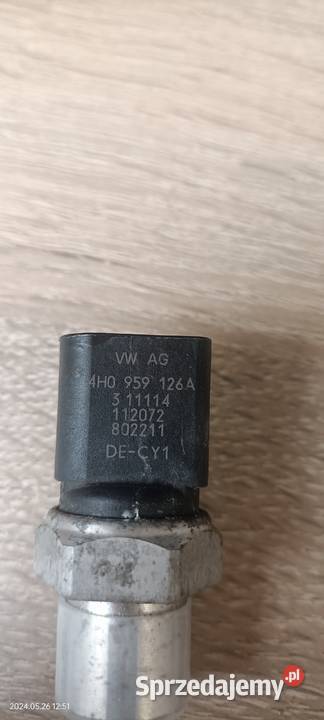 VW AG
4H0 959 126A
3 11114
112072
802211
DE-CY1
2024.05.26 12:51
Sprzedajemy.pl